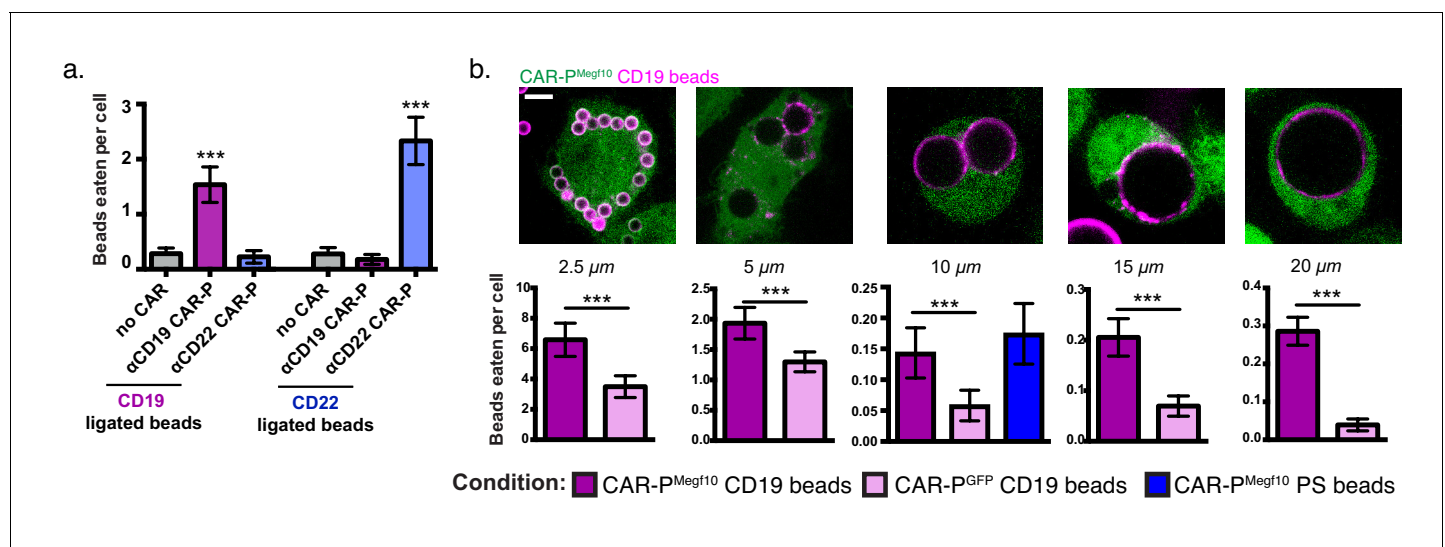 a.
Beads eaten per cell
3
2
1
0
***
***
no CAR
αCD19 CAR-P
αCD22 CAR-P
no CAR
αCD19 CAR-P
αCD22 CAR-P
CD19
ligated beads
CD22
ligated beads
b.
CAR-PMegf10 CD19 beads
2.5 µm
5 µm
10 µm
15 µm
20 µm
Beads eaten per cell
10
8
6
4
2
0
***
2.5
2.0
1.5
1.0
0.5
0.0
***
0.25
0.20
0.15
0.10
0.05
0.00
***
0.3
0.2
0.1
0.0
***
0.4
0.3
0.2
0.1
0.0
***
Condition: CAR-PMegf10 CD19 beads CAR-PGFP CD19 beads CAR-PMegf10 PS beads